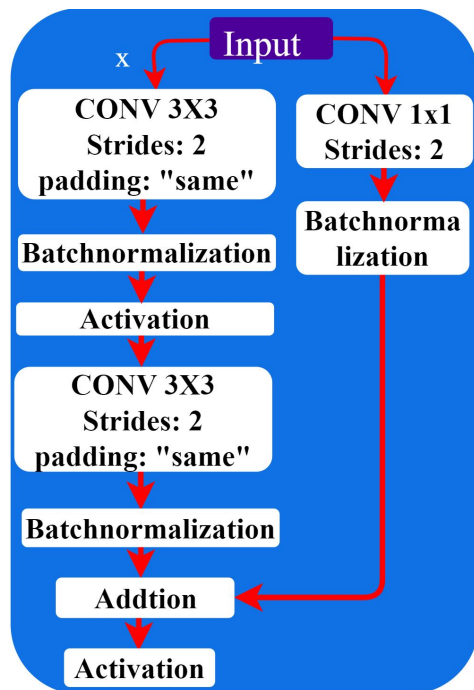 Input
x
CONV 3X3
Strides: 2
padding: "same"
Batchnormalization
Activation
CONV 3X3
Strides: 2
padding: "same"
Batchnormalization
Addtion
Activation
CONV 1x1
Strides: 2
Batchnorma
lization